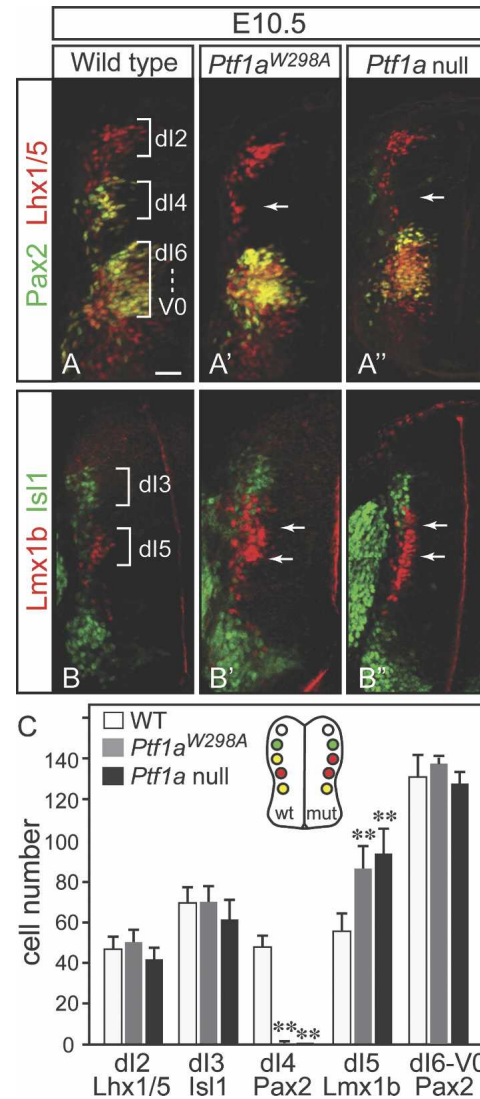 E10.5
Wild type
Ptf1aW298A
Ptf1a null
Pax2 Lhx1/5
dI2
dI4
dI6
V0
A
A'
A''
Lmx1b Isl1
dI3
dI5
B
B'
B''
C
WT
Ptf1aW298A
Ptf1a null
wt mut
cell number
140
120
100
80
60
40
20
0
** **
** **
dI2 dI3 dI4 dI5 dI6-V0
Lhx1/5 Isl1 Pax2 Lmx1b Pax2